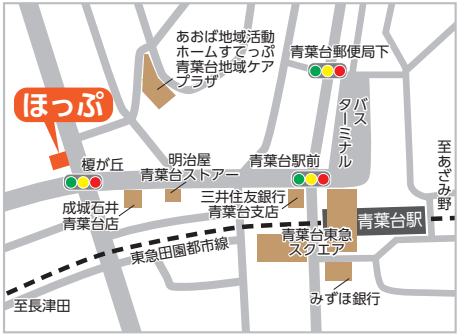 あおば地域活動
ホームすてっぷ
青葉台地域ケア
プラザ
青葉台郵便局下
ほっぷ
バス
ターミナル
榎が丘
明治屋
青葉台ストアー
青葉台駅前
至あざみ野
成城石井
青葉台店
三井住友銀行
青葉台支店
青葉台駅
青葉台東急
スクエア
東急田園都市線
みずほ銀行
至長津田